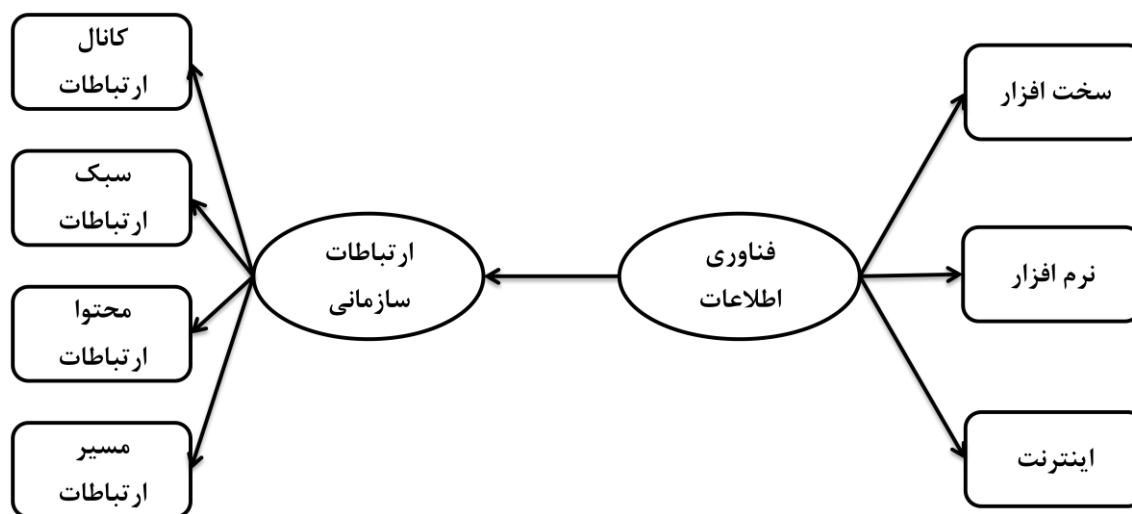 سخت افزار
نرم افزار
اینترنت
فناوری
اطلاعات
ارتباطات
سازمانی
کانال
ارتباطات
سبک
ارتباطات
محتوا
ارتباطات
مسیر
ارتباطات